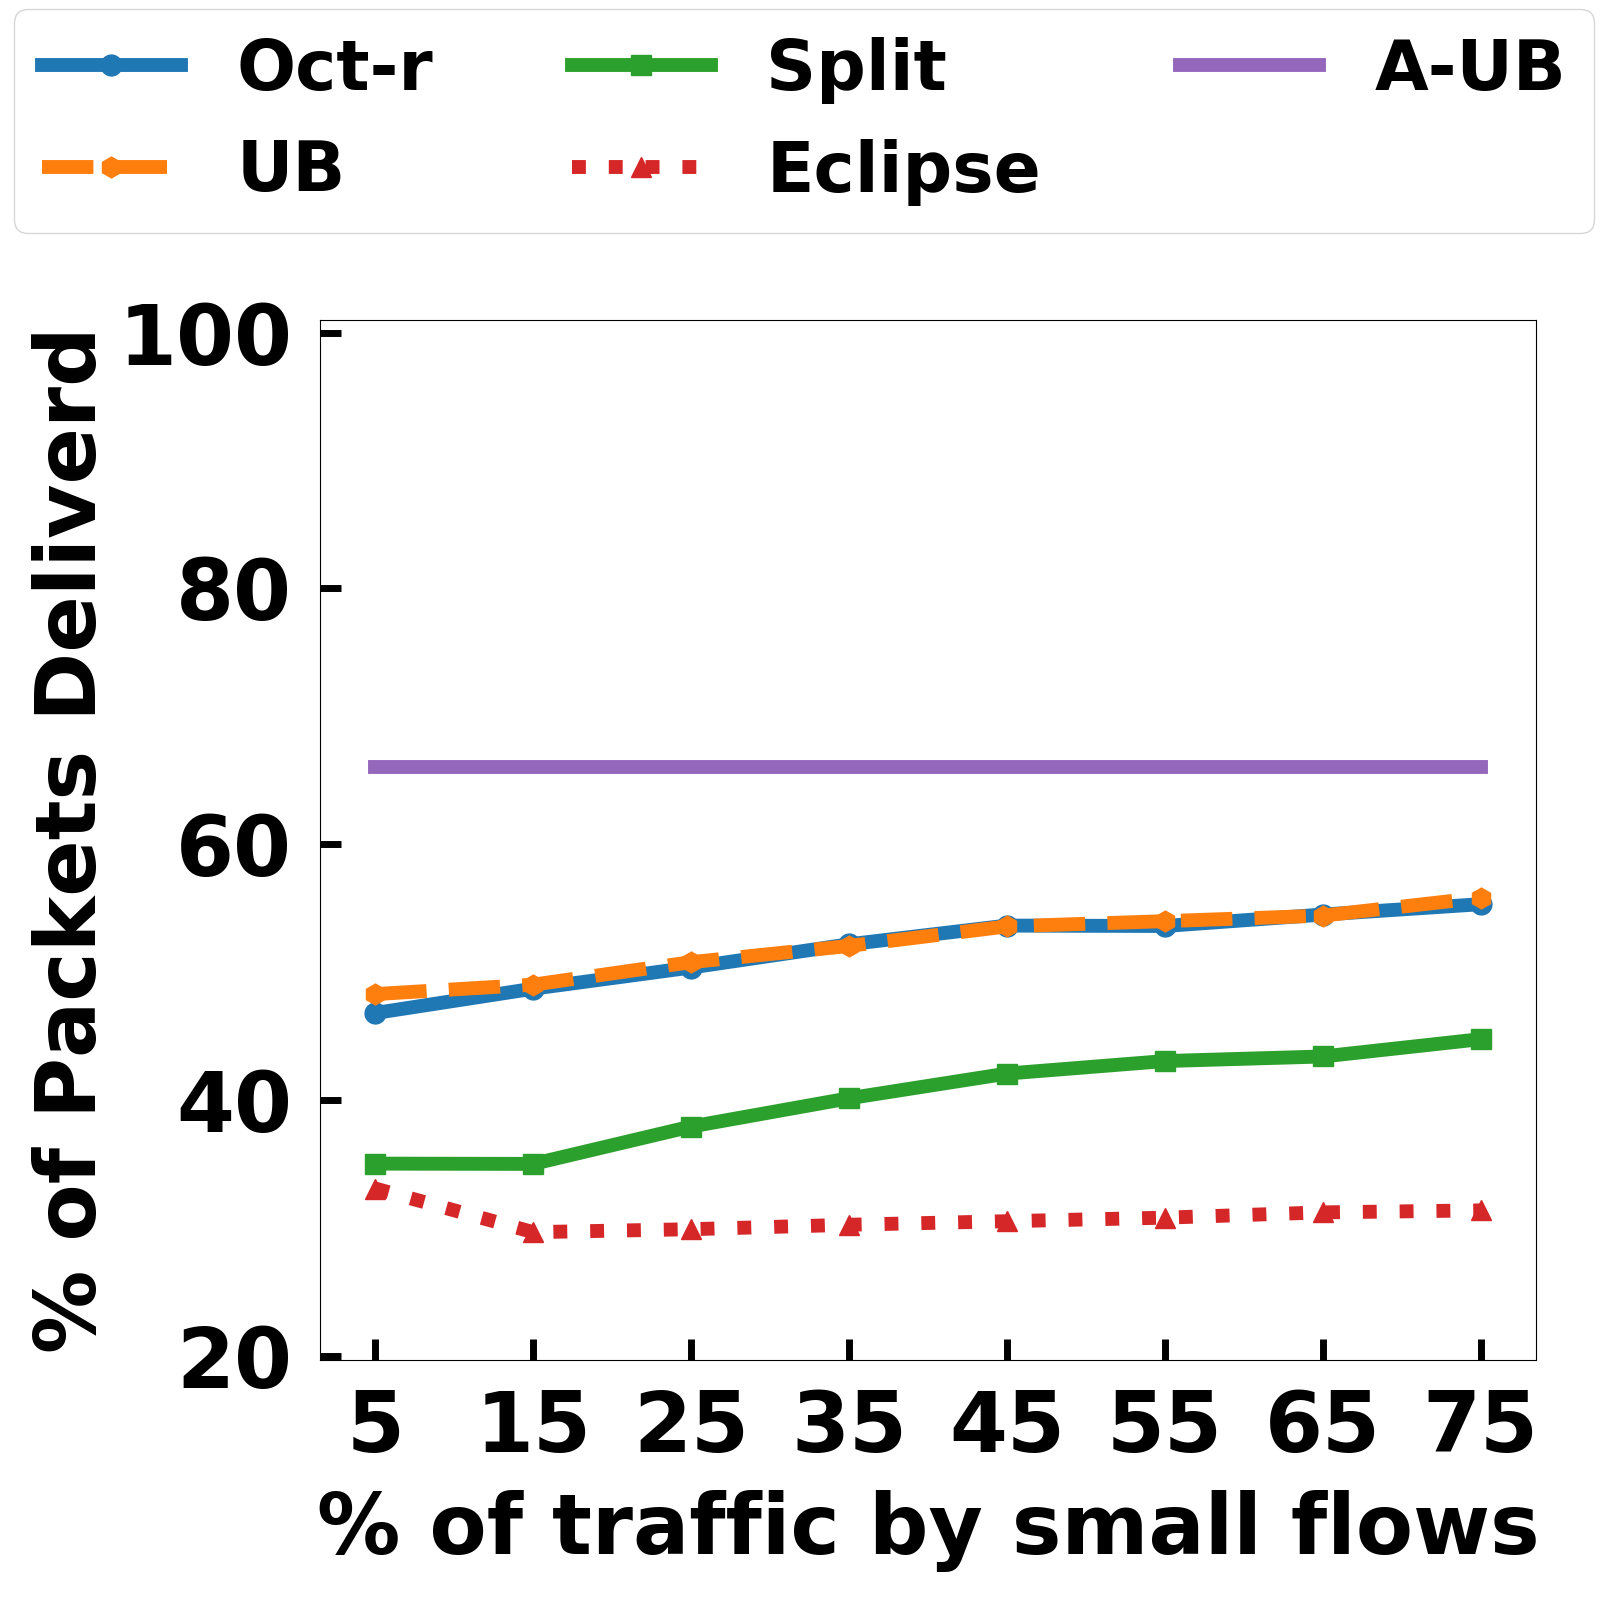 Oct-r
Split
A-UB
UB
Eclipse
% of Packets Deliverd
100
80
60
40
20
5 15 25 35 45 55 65 75
% of traffic by small flows